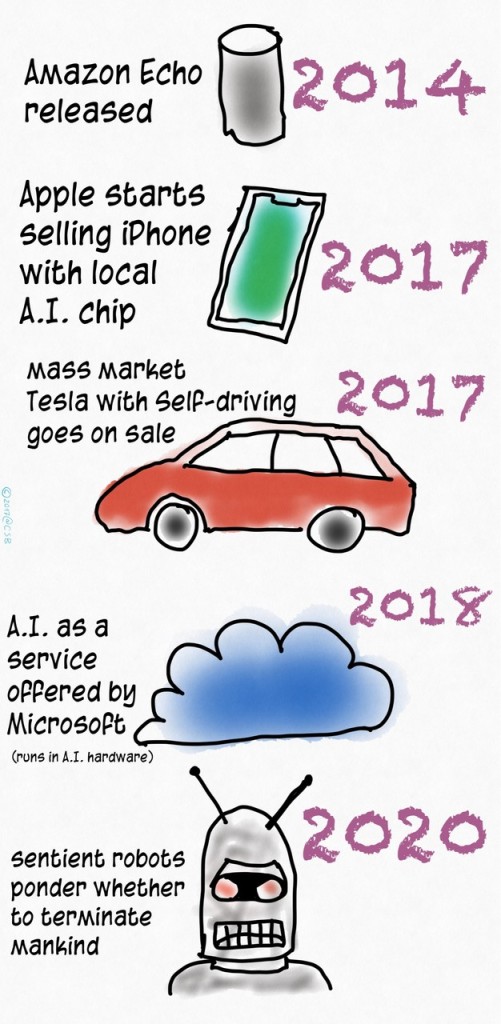 Amazon Echo
released
2014
Apple starts
selling iPhone
with local
A.I. chip
2017
Mass Market
Tesla with Self-driving
goes on sale
2017
2018
A.I. as a
service
offered by
Microsoft
(runs in A.I. hardware)
2020
sentient robots
ponder whether
to terminate
Mankind